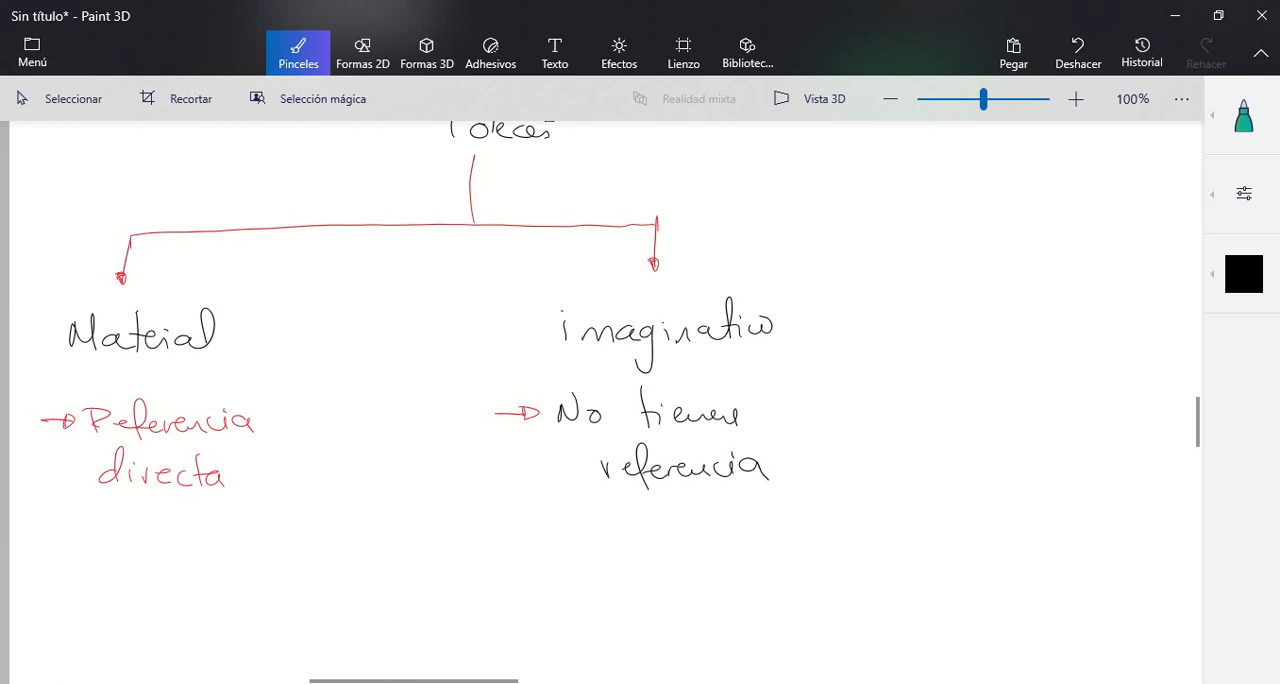 Sin título* - Paint 3D
Menú
Pinceles
Formas 2D
Formas 3D
Adhesivos
Texto
Efectos
Lienzo
Bibliotec...
Pegar
Deshacer
Historial
Rehacer
Seleccionar
Recortar
Selección mágica
Realidad mixta
Vista 3D
100%
Material
imaginativo
Referencia
directa
No tienen
referencia